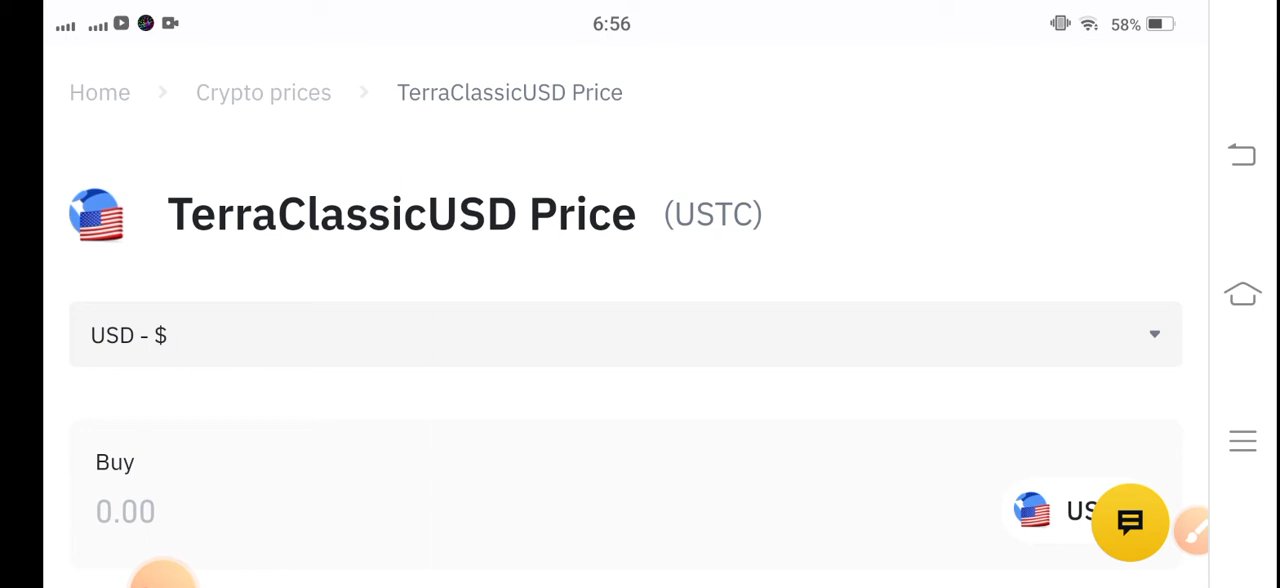 6:56
58%
Home > Crypto prices > TerraClassicUSD Price
TerraClassicUSD Price (USTC)
USD - $
Buy
0.00